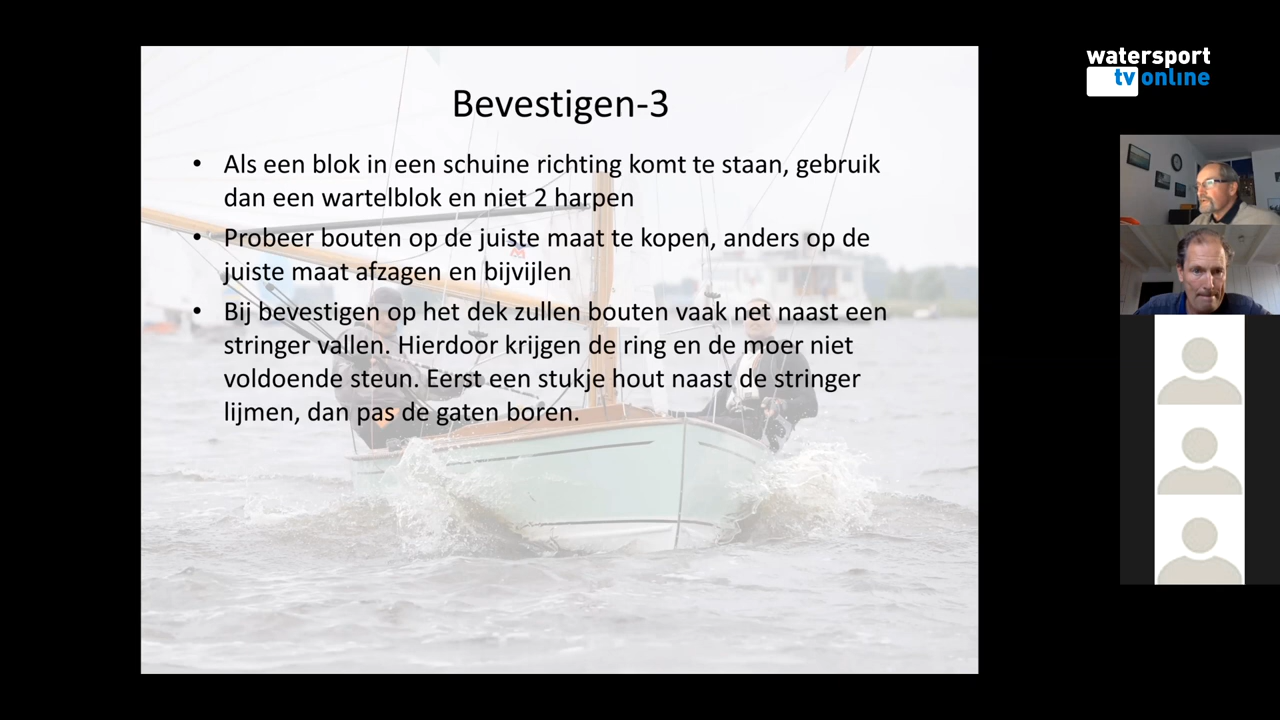 Bevestigen-3
• Als een blok in een schuine richting komt te staan, gebruik
dan een wartelblok en niet 2 harpen
• Probeer bouten op de juiste maat te kopen, anders op de
juiste maat afzagen en bijvijlen
• Bij bevestigen op het dek zullen bouten vaak net naast een
stringer vallen. Hierdoor krijgen de ring en de moer niet
voldoende steun. Eerst een stukje hout naast de stringer
lijmen, dan pas de gaten boren.
watersport
tv online